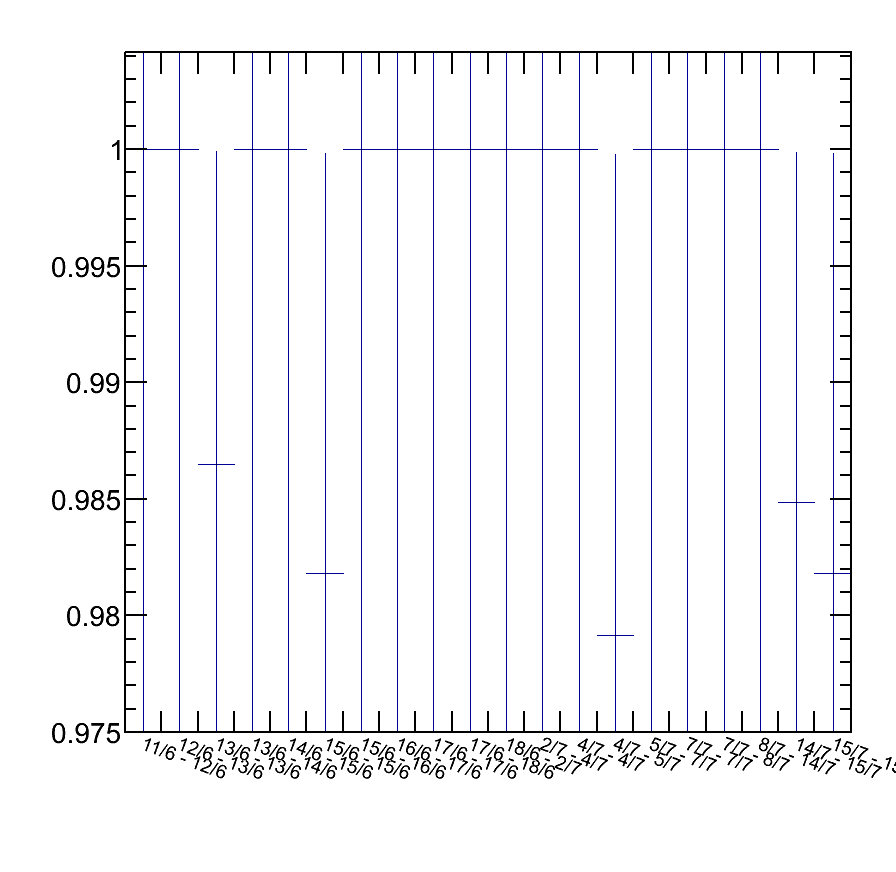 1
0.995
0.99
0.985
0.98
0.975
11/6 - 12/6
12/6 - 13/6
13/6 - 13/6
13/6 - 14/6
14/6 - 15/6
15/6 - 15/6
15/6 - 16/6
16/6 - 17/6
17/6 - 17/6
17/6 - 18/6
18/6 - 2/7
2/7 - 4/7
4/7 - 4/7
4/7 - 5/7
5/7 - 7/7
7/7 - 7/7
7/7 - 8/7
8/7 - 14/7
14/7 - 15/7
15/7 - 15